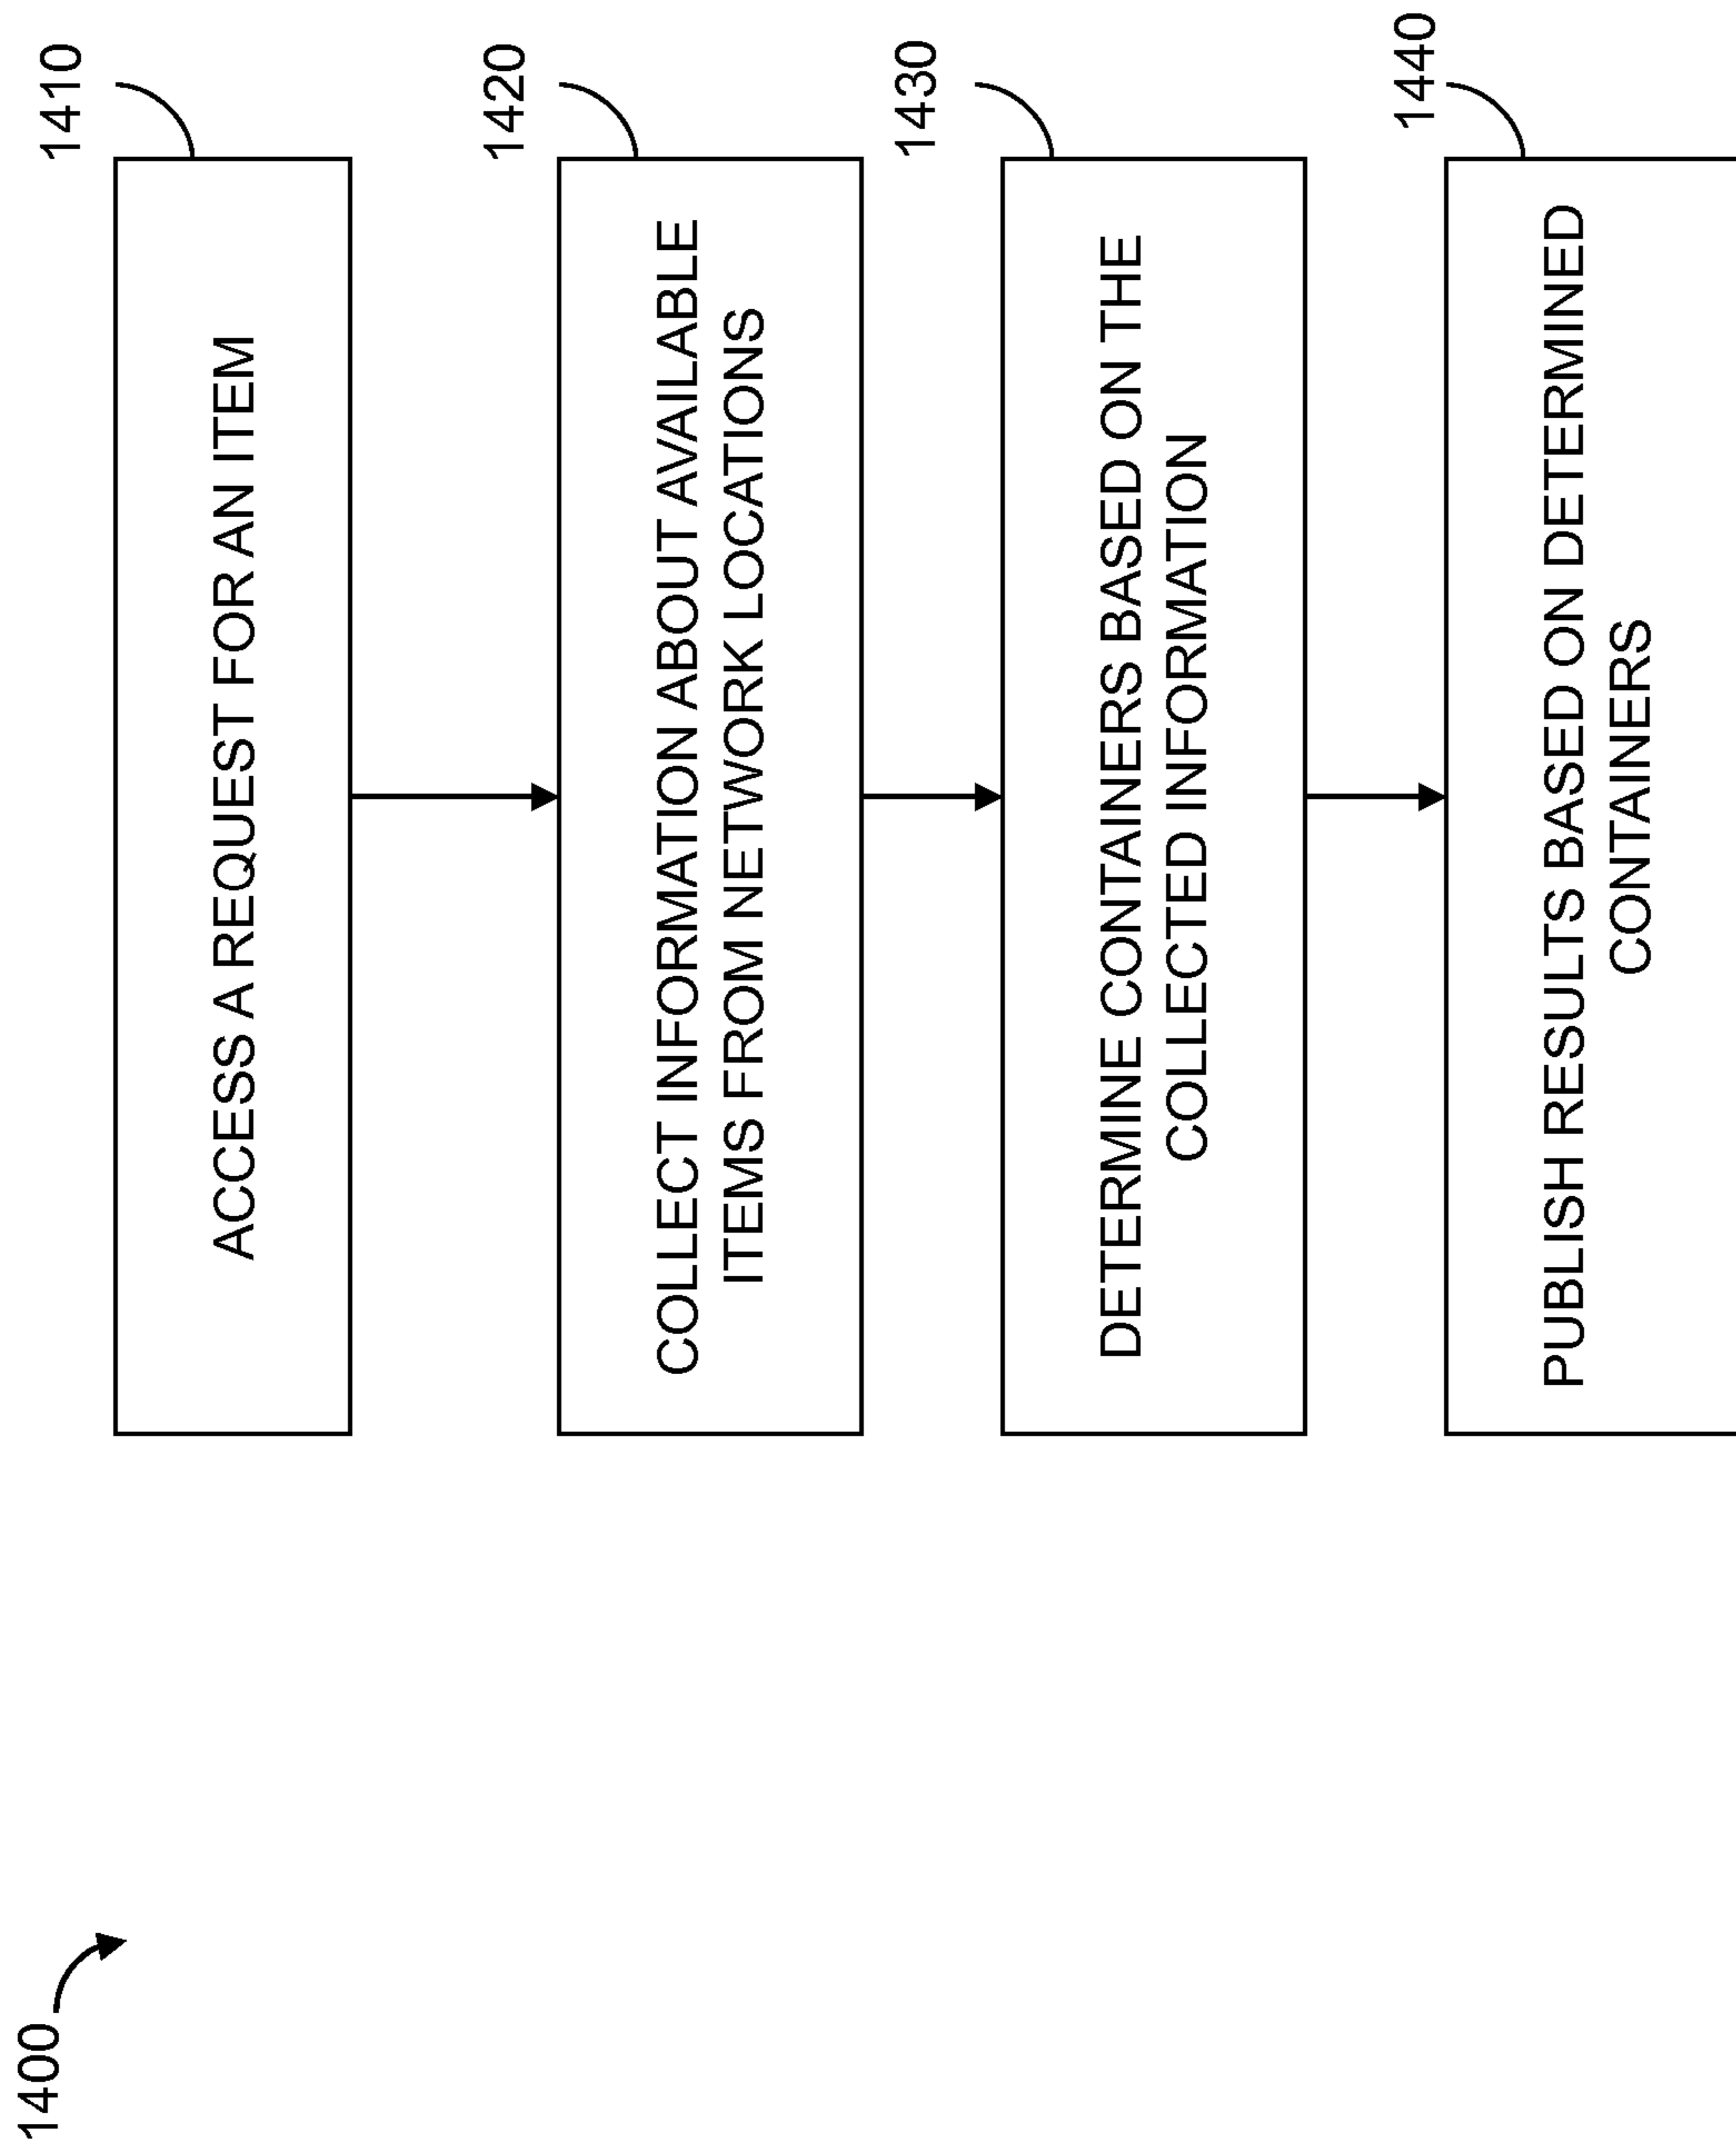 1400
1410
ACCESS A REQUEST FOR AN ITEM
1420
COLLECT INFORMATION ABOUT AVAILABLE
ITEMS FROM NETWORK LOCATIONS
1430
DETERMINE CONTAINERS BASED ON THE
COLLECTED INFORMATION
1440
PUBLISH RESULTS BASED ON DETERMINED
CONTAINERS